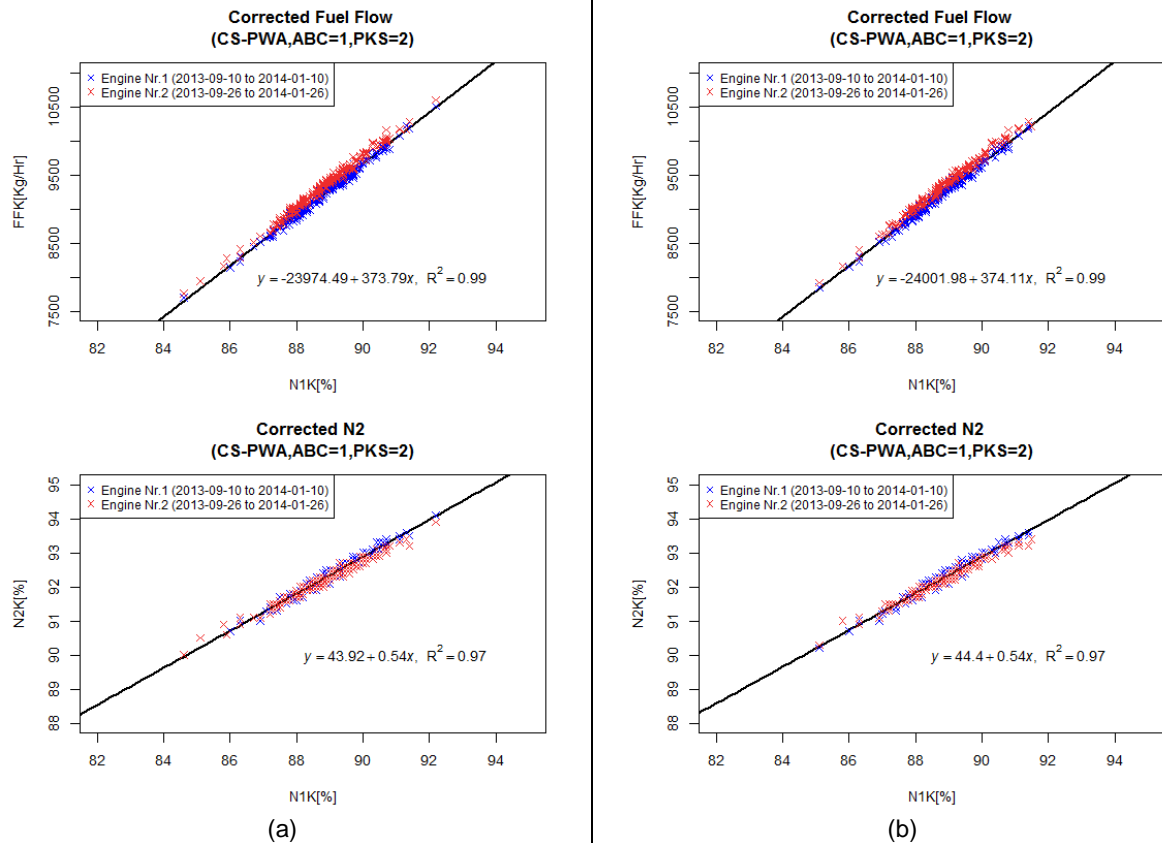 Corrected Fuel Flow
(CS-PWA,ABC=1,PKS=2)
× Engine Nr.1 (2013-09-10 to 2014-01-10)
× Engine Nr.2 (2013-09-26 to 2014-01-26)
FFK[Kg/Hr]
7500 8500 9500 10500
y = -23974.49+373.79x, R² = 0.99
82 84 86 88 90 92 94
N1K[%]
Corrected N2
(CS-PWA,ABC=1,PKS=2)
× Engine Nr.1 (2013-09-10 to 2014-01-10)
× Engine Nr.2 (2013-09-26 to 2014-01-26)
N2K[%]
88 89 90 91 92 93 94 95
y = 43.92+0.54x, R² = 0.97
82 84 86 88 90 92 94
N1K[%]
(a)
Corrected Fuel Flow
(CS-PWA,ABC=1,PKS=2)
× Engine Nr.1 (2013-09-10 to 2014-01-10)
× Engine Nr.2 (2013-09-26 to 2014-01-26)
FFK[Kg/Hr]
7500 8500 9500 10500
y = -24001.98+374.11x, R² = 0.99
82 84 86 88 90 92 94
N1K[%]
Corrected N2
(CS-PWA,ABC=1,PKS=2)
× Engine Nr.1 (2013-09-10 to 2014-01-10)
× Engine Nr.2 (2013-09-26 to 2014-01-26)
N2K[%]
88 89 90 91 92 93 94 95
y = 44.4+0.54x, R² = 0.97
82 84 86 88 90 92 94
N1K[%]
(b)